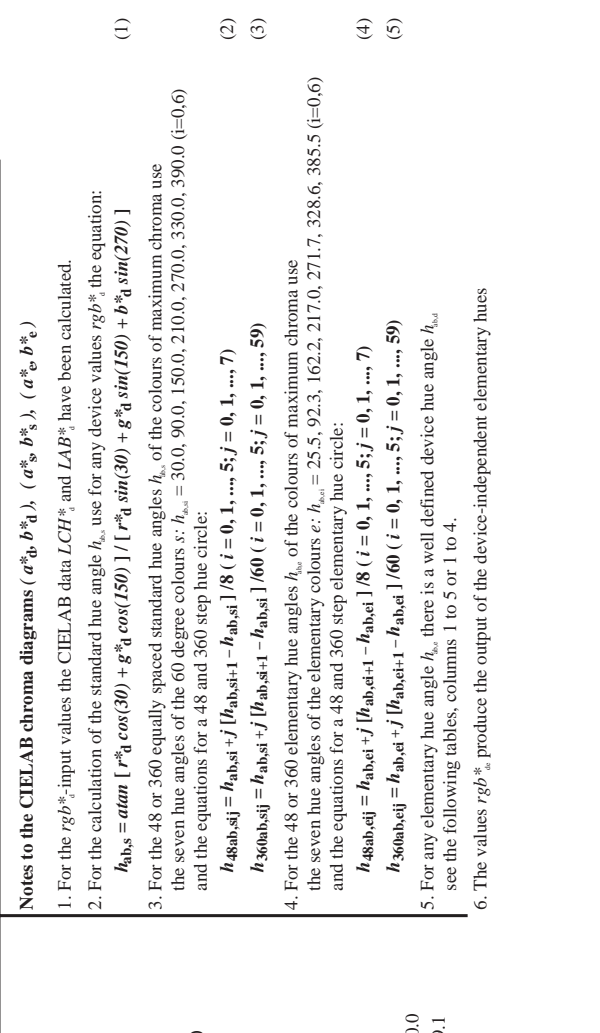 Notes to the CIELAB chroma diagrams ( a*d, b*d ), ( a*s, b*s ), ( a*e, b*e )
1. For the rgb*d-input values the CIELAB data LCH*d and LAB*d have been calculated.
2. For the calculation of the standard hue angle hab,s use for any device values rgb*d the equation:
hab,s = atan [ r*d cos(30) + g*d cos(150) ] / [ r*d sin(30) + g*d sin(150) + b*d sin(270) ] (1)
3. For the 48 or 360 equally spaced standard hue angles hab,s of the colours of maximum chroma use
the seven hue angles of the 60 degree colours s: hab,si = 30.0, 90.0, 150.0, 210.0, 270.0, 330.0, 390.0 (i=0,6)
and the equations for a 48 and 360 step hue circle:
h48ab,sij = hab,si +j [hab,si+1 − hab,si ] /8 ( i = 0, 1, ..., 5; j = 0, 1, ..., 7) (2)
h360ab,sij = hab,si +j [hab,si+1 − hab,si ] /60 ( i = 0, 1, ..., 5; j = 0, 1, ..., 59) (3)
4. For the 48 or 360 elementary hue angles hab,e of the colours of maximum chroma use
the seven hue angles of the elementary colours e: hab,ei = 25.5, 92.3, 162.2, 217.0, 271.7, 328.6, 385.5 (i=0,6)
and the equations for a 48 and 360 step elementary hue circle:
h48ab,eij = hab,ei +j [hab,ei+1 − hab,ei ] /8 ( i = 0, 1, ..., 5; j = 0, 1, ..., 7) (4)
h360ab,eij = hab,ei +j [hab,ei+1 − hab,ei ] /60 ( i = 0, 1, ..., 5; j = 0, 1, ..., 59) (5)
5. For any elementary hue angle hab,e there is a well defined device hue angle hab,d
see the following tables, columns 1 to 5 or 1 to 4.
6. The values rgb*de produce the output of the device-independent elementary hues